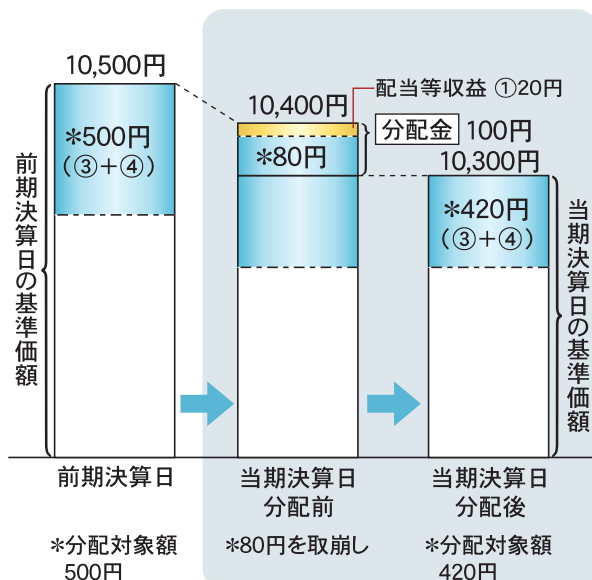 10,500円
＊500円
（③＋④）
前期決算日の基準価額
10,400円
配当等収益 ①20円
分配金 100円
＊80円
10,300円
＊420円
（③＋④）
当期決算日の基準価額
前期決算日
当期決算日
分配前
当期決算日
分配後
＊分配対象額
500円
＊80円を取崩し
＊分配対象額
420円